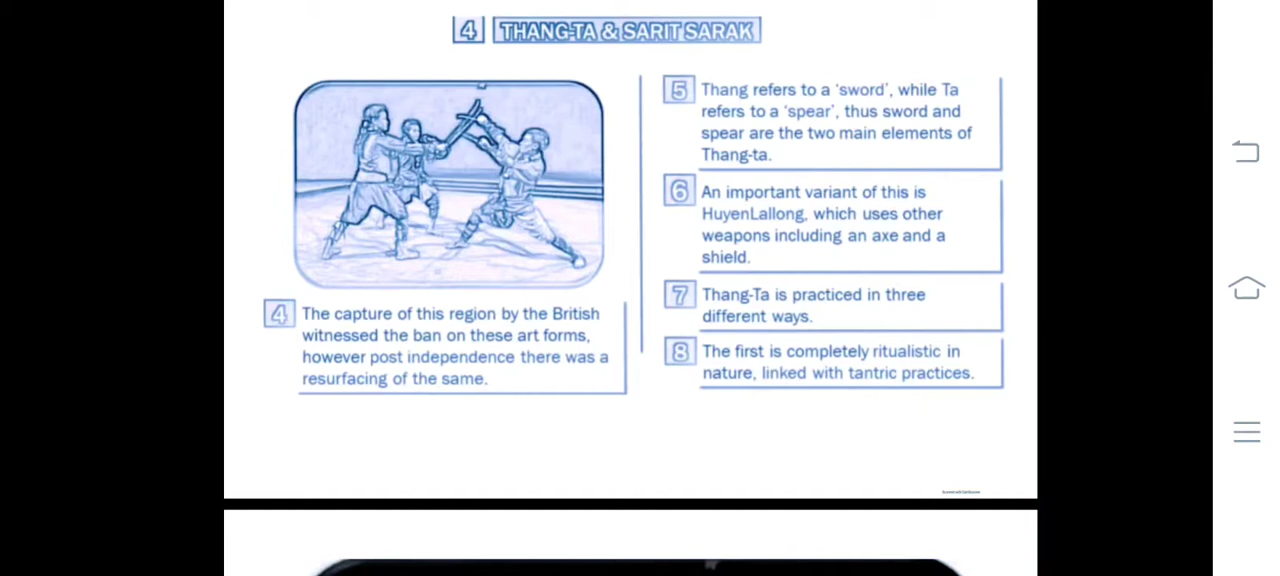 4 THANG-TA & SARIT SARAK
4 The capture of this region by the British
witnessed the ban on these art forms,
however post independence there was a
resurfacing of the same.
5 Thang refers to a ‘sword’, while Ta
refers to a ‘spear’, thus sword and
spear are the two main elements of
Thang-ta.
6 An important variant of this is
HuyenLallong, which uses other
weapons including an axe and a
shield.
7 Thang-Ta is practiced in three
different ways.
8 The first is completely ritualistic in
nature, linked with tantric practices.